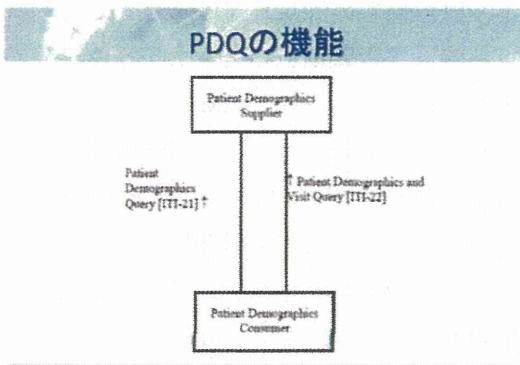 PDQの機能
Patient Demographics
Supplier
Patient
Demographics
Query [ITI-21] ↑
↑ Patient Demographics and
Visit Query [ITI-22]
Patient Demographics
Consumer